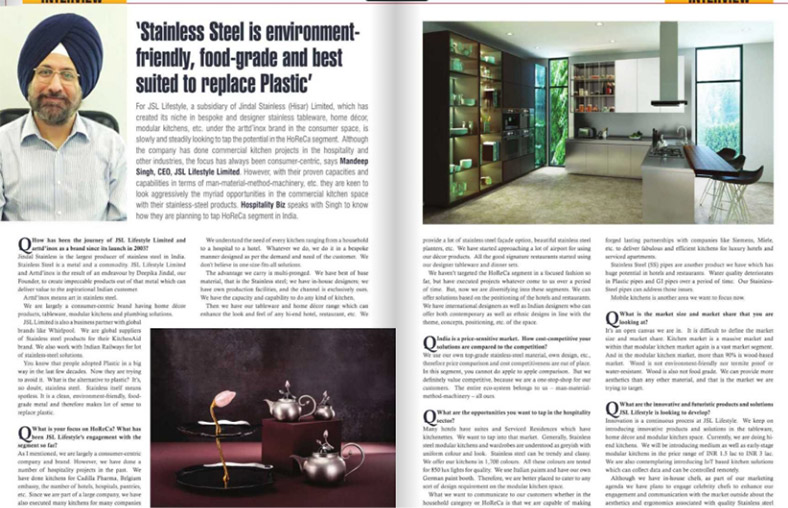 INTERVIEW
INTERVIEW
'Stainless Steel is environment-
friendly, food-grade and best
suited to replace Plastic'
For JSL Lifestyle, a subsidiary of Jindal Stainless (Hisar) Limited, which has
created its niche in bespoke and designer stainless tableware, home décor,
modular kitchens, etc. under the arttd'inox brand in the consumer space, is
slowly and steadily looking to tap the potential in the HoReCa segment. Although
the company has done commercial kitchen projects in the hospitality and
other industries, the focus has always been consumer-centric, says Mandeep
Singh, CEO, JSL Lifestyle Limited. However, with their proven capacities and
capabilities in terms of man-material-method-machinery, etc. they are keen to
look aggressively the myriad opportunities in the commercial kitchen space
with their stainless-steel products. Hospitality Biz speaks with Singh to know
how they are planning to tap HoReCa segment in India.
Q How has been the journey of JSL Lifestyle Limited and
arttd'inox as a brand since its launch in 2003?
Jindal Stainless is the largest producer of stainless steel in India.
Stainless Steel is a metal and a commodity. JSL Lifestyle Limited
and Arttd'inox is the result of an endeavour by Deepika Jindal, our
Founder, to create impeccable products out of that metal which can
deliver value to the aspirational Indian customer
Artd'inox means art in stainless steel.
We are largely a consumer-centric brand having home décor
products, tableware, modular kitchens and plumbing solutions.
JSL Limited is also a business partner with global
brands like Whirlpool. We are global suppliers
of Stainless steel products for their KitchenAid
brand. We also work with Indian Railways for lot
of stainless-steel solutions.
You know that people adopted Plastic in a big
way in the last few decades. Now they are trying
to avoid it. What is the alternative to plastic? It's,
no doubt, stainless steel. Stainless itself means
spotless. It is a clean, environment-friendly, food-
grade metal and therefore makes lot of sense to
replace plastic.
Q What is your focus on HoReCa? What has
been JSL Lifestyle's engagement with the
segment so far?
As I mentioned, we are largely a consumer-centric
company and brand. However, we have done a
number of hospitality projects in the past. We
have done kitchens for Cadilla Pharma, Belgium
embassy, the number of hotels, hospitals, pantries,
etc. Since we are part of a large company, we have
also executed many kitchens for many companies
We understand the need of every kitchen ranging from a household
to a hospital to a hotel. Whatever we do, we do it in a bespoke
manner designed as per the demand and need of the customer. We
don't believe in one-size-fits-all solutions.
The advantage we carry is multi-pronged. We have best of base
material, that is the Stainless steel; we have in-house designers; we
have own production facilities, and the channel is exclusively ours.
We have the capacity and capability to do any kind of kitchen.
Then we have our tableware and home décor range which can
enhance the look and feel of any hi-end hotel, restaurant, etc. We
provide a lot of stainless steel façade option, beautiful stainless steel
planters, etc. We have started approaching a lot of airport for using
our décor products. All the good signature restaurants started using
our designer tableware and dinner sets.
We haven't targeted the HoReCa segment in a focused fashion so
far, but have executed projects whatever come to us over a period
of time. But, now we are diversifying into these segments. We can
offer solutions based on the positioning of the hotels and restaurants.
We have international designers as well as Indian designers who can
offer both contemporary as well as ethnic designs in line with the
theme, concepts, positioning, etc. of the space.
Q India is a price-sensitive market. How cost-competitive your
solutions are compared to the competition?
We use our own top-grade stainless-steel material, own design, etc.,
therefore price comparison and cost competitiveness are out of place.
In this segment, you cannot do apple to apple comparison. But we
definitely value competitive, because we are a one-stop-shop for our
customers. The entire eco-system belongs to us – man-material-
method-machinery – all ours.
Q What are the opportunities you want to tap in the hospitality
sector?
Many hotels have suites and Serviced Residences which have
kitchenettes. We want to tap into that market. Generally, Stainless
steel modular kitchens and wardrobes are understood as greyish with
uniform colour and look. Stainless steel can be trendy and classy.
We offer our kitchens in 1,700 colours. All these colours are tested
for 850 lux lights for quality. We use Italian paints and have our own
German paint booth. Therefore, we are better placed to cater to any
sort of design requirement on the modular kitchen space.
What we want to communicate to our customers whether in the
household category or HoReCa is that we are capable of making
forged lasting partnerships with companies like Siemens, Miele,
etc. to deliver fabulous and efficient kitchens for luxury hotels and
serviced apartments.
Stainless Steel (SS) pipes are another product we have which has
huge potential in hotels and restaurants. Water quality deteriorates
in Plastic pipes and GI pipes over a period of time. Our Stainless-
Steel pipes can address those issues.
Mobile kitchens is another area we want to focus now.
Q What is the market size and market share that you are
looking at?
It's an open canvas we are in. It is difficult to define the market
size and market share. Kitchen market is a massive market and
within that modular kitchen market again is a vast market segment.
And in the modular kitchen market, more than 90% is wood-based
market. Wood is not environment-friendly nor termite proof or
water-resistant. Wood is also not food grade. We can provide more
aesthetics than any other material, and that is the market we are
trying to target.
Q What are the innovative and futuristic products and solutions
JSL Lifestyle is looking to develop?
Innovation is a continuous process at JSL Lifestyle. We keep on
introducing innovative products and solutions in the tableware,
home décor and modular kitchen space. Currently, we are doing hi-
end kitchens. We will be introducing medium as well as early-stage
modular kitchens in the price range of INR 1.5 lac to INR 3 lac.
We are also contemplating introducing IoT based kitchen solutions
which can collect data and can be controlled remotely.
Although we have in-house chefs, as part of our marketing
agenda we have plans to engage celebrity chefs to enhance our
engagement and communication with the market outside about the
aesthetics and ergonomics associated with quality Stainless steel